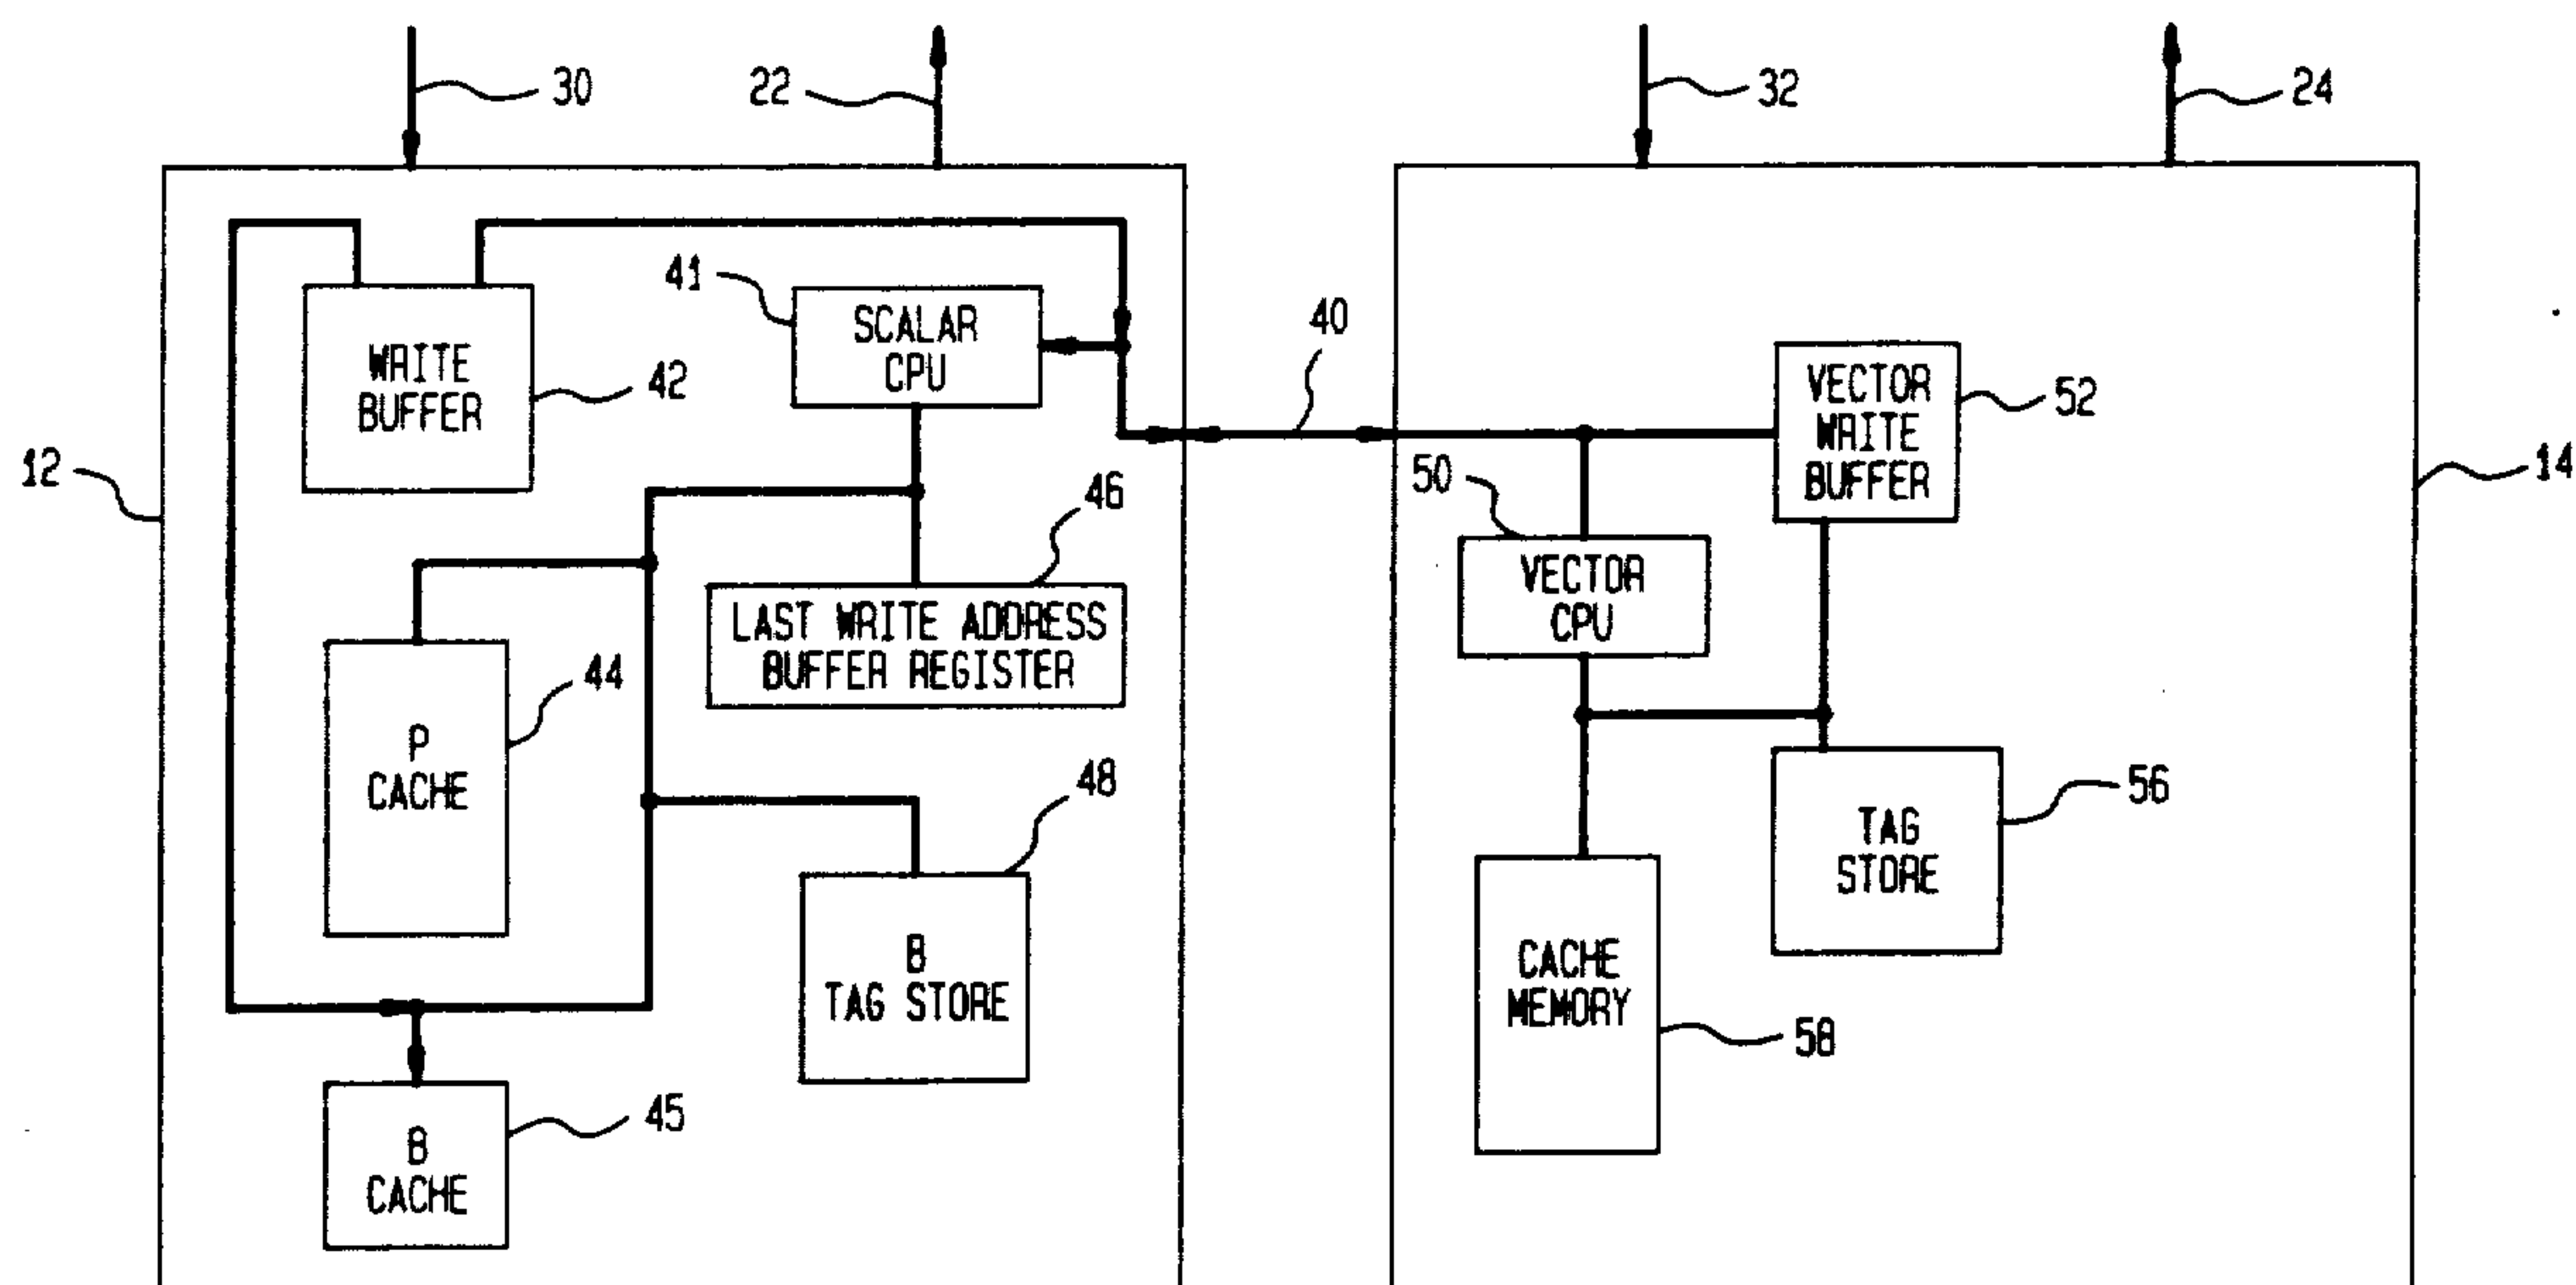 30
22
32
24
41
SCALAR
CPU
WRITE
BUFFER
42
40
VECTOR
WRITE
BUFFER
52
12
14
46
50
LAST WRITE ADDRESS
BUFFER REGISTER
VECTOR
CPU
44
P
CACHE
48
56
TAG
STORE
B
TAG STORE
CACHE
MEMORY
58
45
B
CACHE